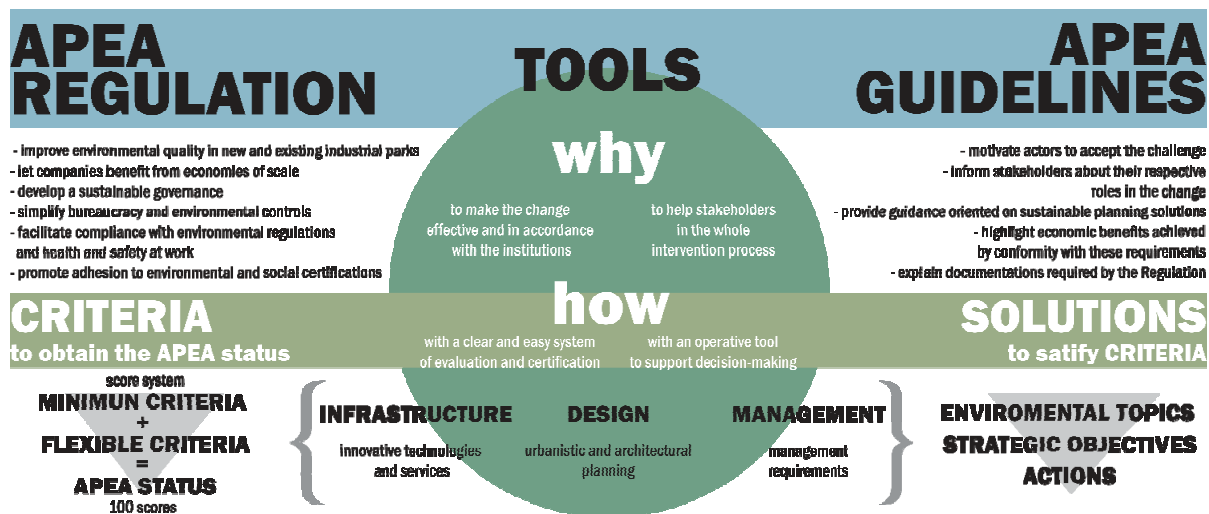 APEA
REGULATION
TOOLS
APEA
GUIDELINES
- improve environmental quality in new and existing industrial parks
- let companies benefit from economies of scale
- develop a sustainable governance
- simplify bureaucracy and environmental controls
- facilitate compliance with environmental regulations
and health and safety at work
- promote adhesion to environmental and social certifications
why
to make the change
effective and in accordance
with the institutions
to help stakeholders
in the whole
intervention process
- motivate actors to accept the challenge
- inform stakeholders about their respective
roles in the change
- provide guidance oriented on sustainable planning solutions
- highlight economic benefits achieved
by conformity with these requirements
- explain documentations required by the Regulation
CRITERIA
to obtain the APEA status
how
with a clear and easy system
of evaluation and certification
with an operative tool
to support decision-making
SOLUTIONS
to satify CRITERIA
score system
MINIMUN CRITERIA
+
FLEXIBLE CRITERIA
=
APEA STATUS
100 scores
INFRASTRUCTURE
innovative technologies
and services
DESIGN
urbanistic and architectural
planning
MANAGEMENT
management
requirements
ENVIROMENTAL TOPICS
STRATEGIC OBJECTIVES
ACTIONS